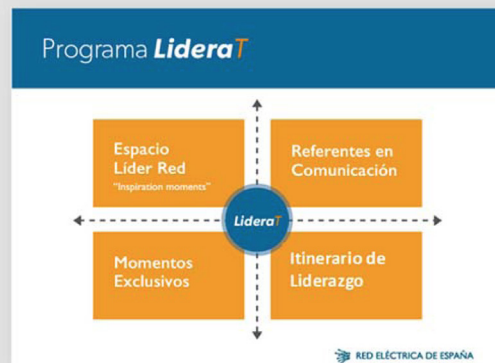 Programa LideraT
Espacio
Líder Red
"Inspiration moments"
Referentes en
Comunicación
LideraT
Momentos
Exclusivos
Itinerario de
Liderazgo
RED ELÉCTRICA DE ESPAÑA